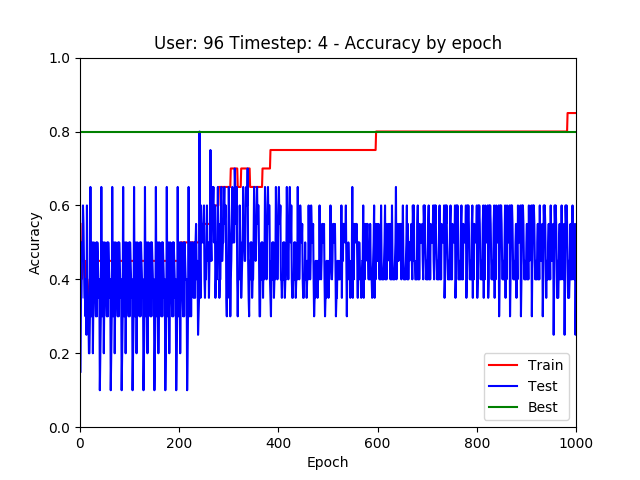 User: 96 Timestep: 4 - Accuracy by epoch
1.0
0.8
0.6
0.4
0.2
0.0
Accuracy
0 200 400 600 800 1000
Epoch
Train
Test
Best